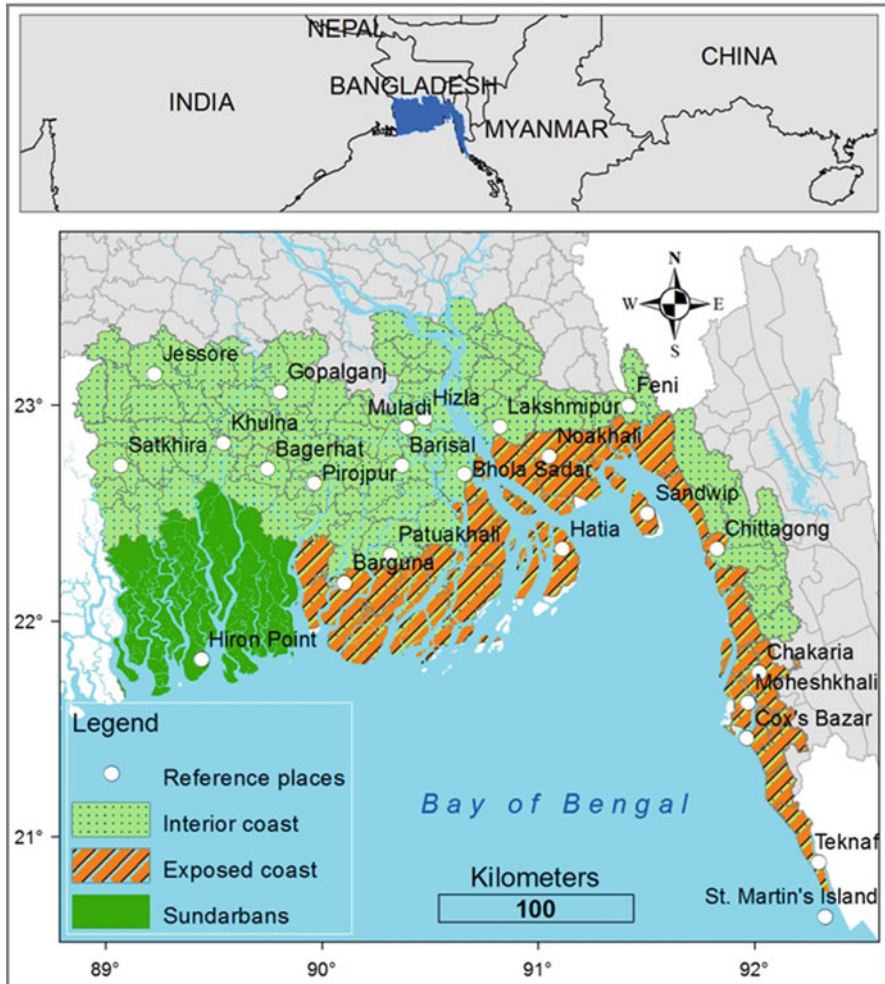 NEPAL
CHINA
BANGLADESH
INDIA
MYANMAR
N
W E
S
Jessore
Gopalganj
Feni
23°
Muladi
Hizla
Lakshmipur
Khulna
Noakhali
Satkhira
Bagerhat
Barisal
Pirojpur
Bhola Sadar
Sandwip
Patuakhali
Hatia
Chittagong
Barguna
22°
Hiron Point
Chakaria
Moheshkhali
Cox's Bazar
Legend
Reference places
Interior coast
Exposed coast
Sundarbans
Bay of Bengal
21°
Teknaf
Kilometers
100
St. Martin's Island
89° 90° 91° 92°